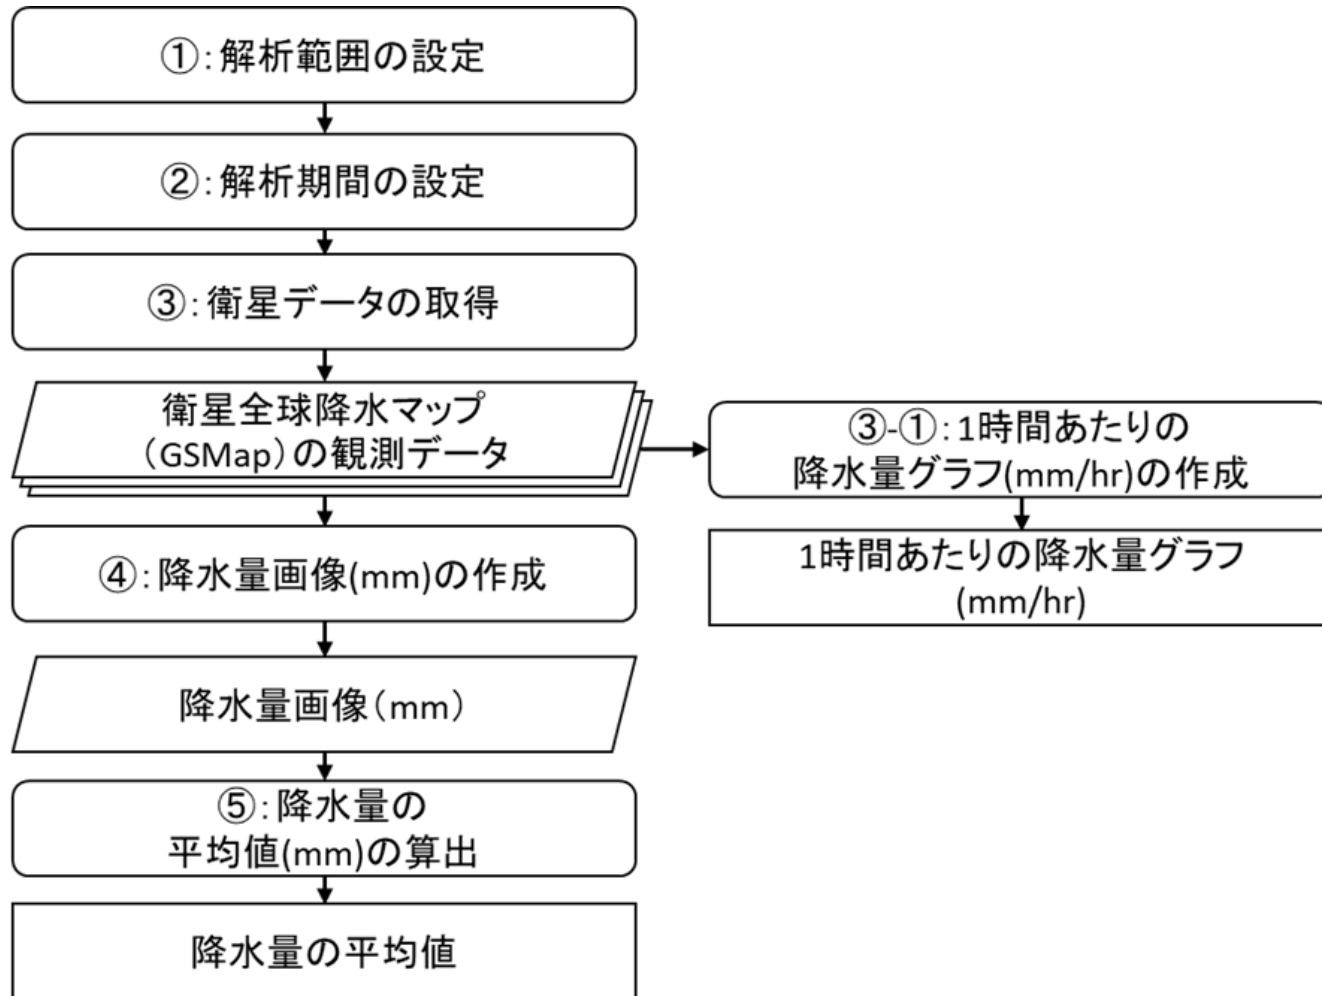 ①：解析範囲の設定
②：解析期間の設定
③：衛星データの取得
衛星全球降水マップ
（GSMap）の観測データ
③-①：1時間あたりの
降水量グラフ(mm/hr)の作成
1時間あたりの降水量グラフ
(mm/hr)
④：降水量画像(mm)の作成
降水量画像（mm）
⑤：降水量の
平均値(mm)の算出
降水量の平均値